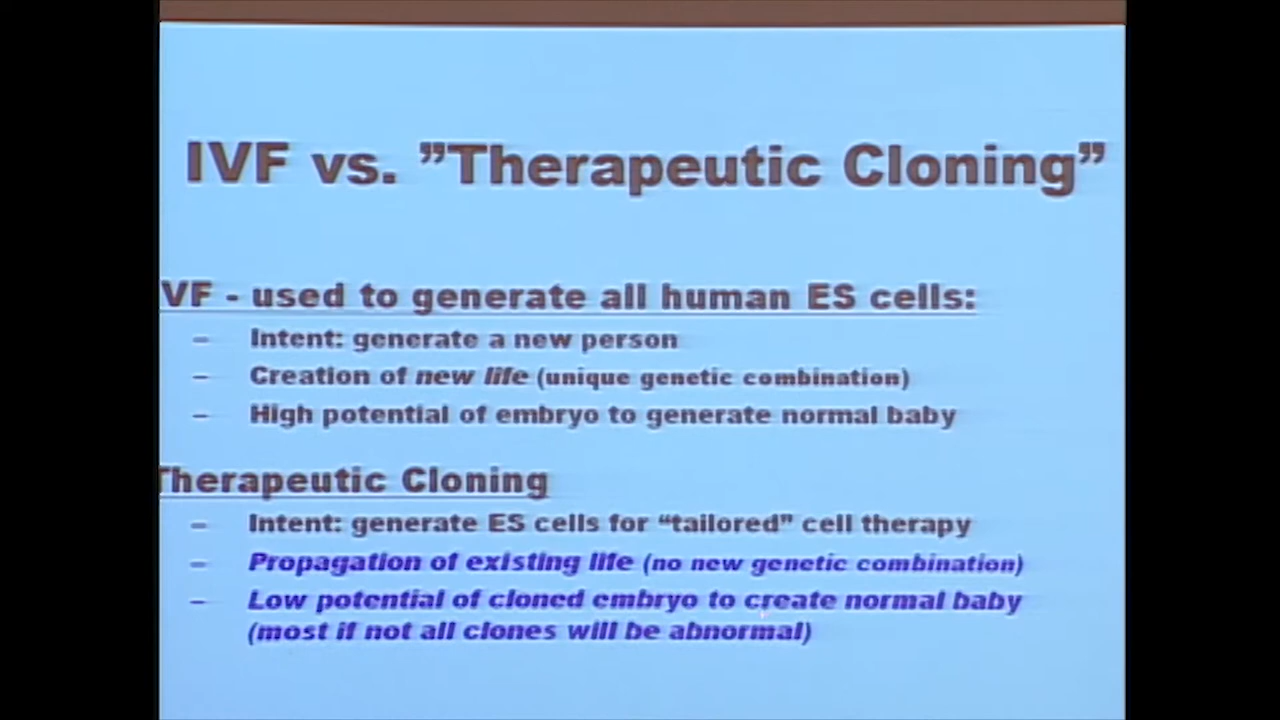 IVF vs. ”Therapeutic Cloning”
VF - used to generate all human ES cells:
– Intent: generate a new person
– Creation of new life (unique genetic combination)
– High potential of embryo to generate normal baby
Therapeutic Cloning
– Intent: generate ES cells for “tailored” cell therapy
– Propagation of existing life (no new genetic combination)
– Low potential of cloned embryo to create normal baby
(most if not all clones will be abnormal)